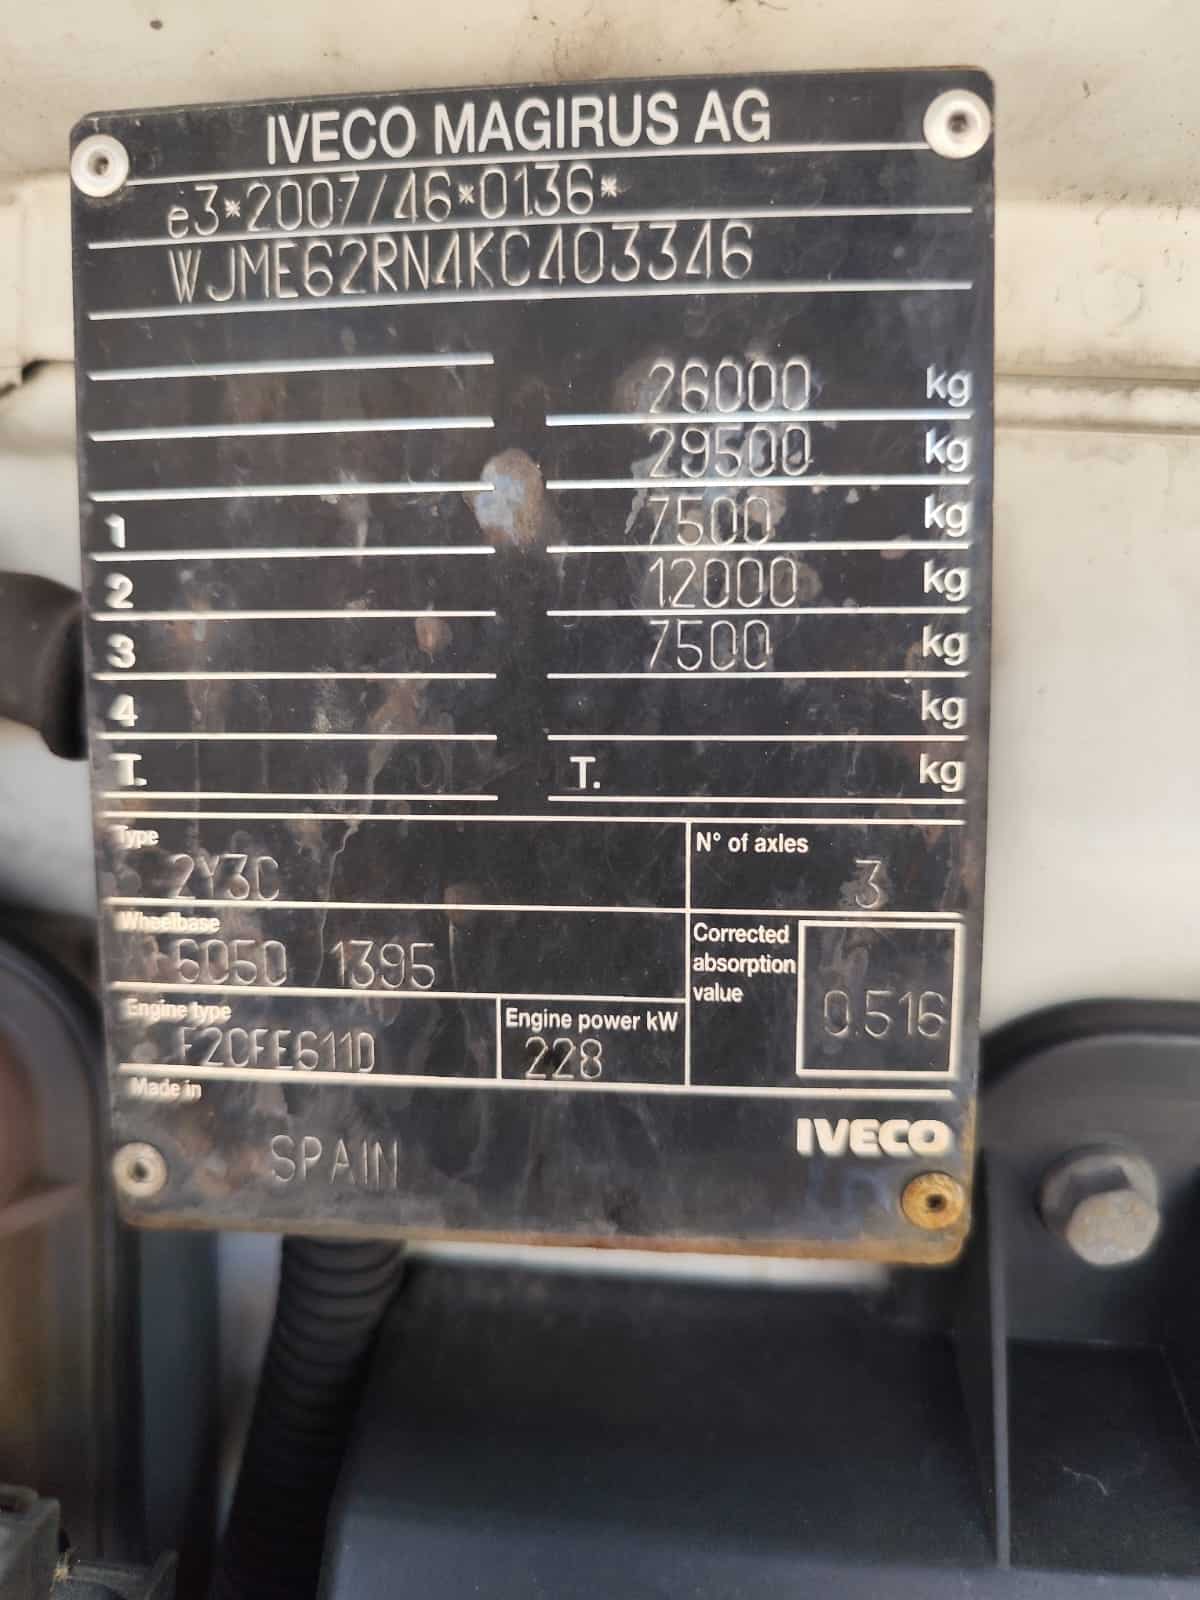 IVECO MAGIRUS AG
e3*2007/46*0136*
WJME62RN4KC403346
26000 kg
29500 kg
1 7500 kg
2 12000 kg
3 7500 kg
4 kg
T. T. kg
Type
2Y3C
N° of axles
3
Wheelbase
6050 1395
Corrected absorption value
0.516
Engine type
F2CFE611D
Engine power kW
228
Made in
SPAIN
IVECO